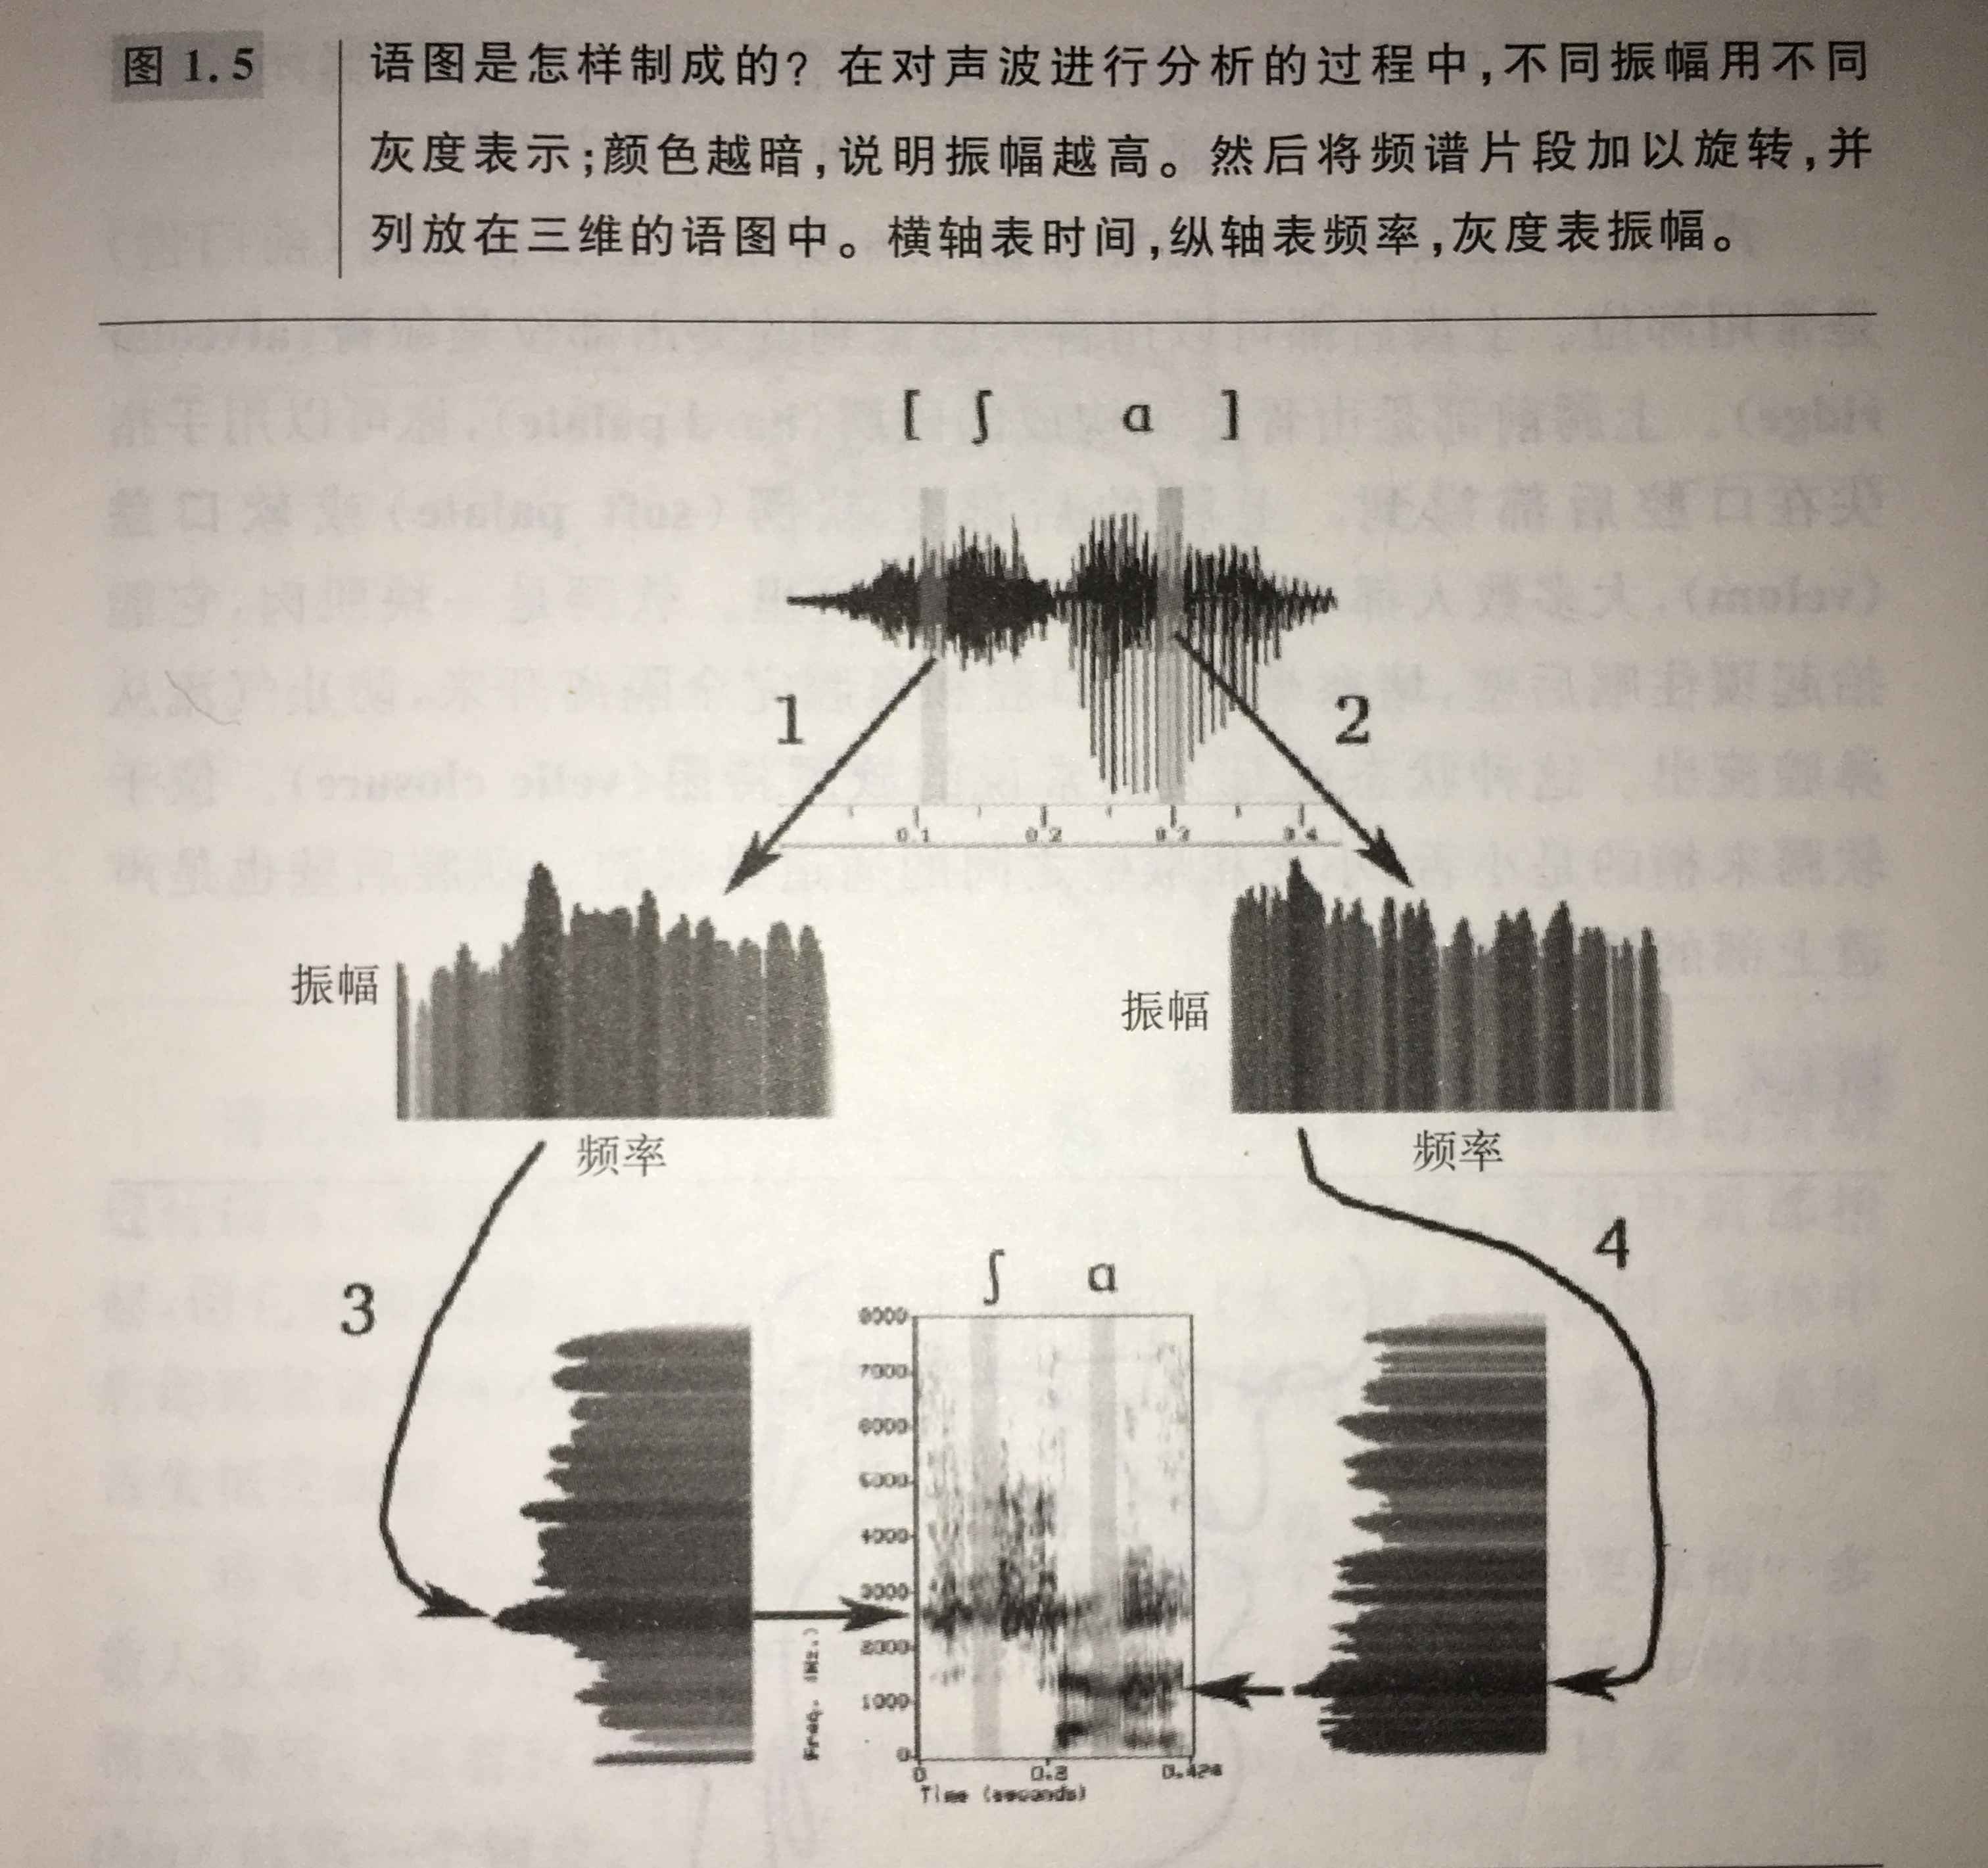 图 1.5
语图是怎样制成的？在对声波进行分析的过程中，不同振幅用不同
灰度表示；颜色越暗，说明振幅越高。然后将频谱片段加以旋转，并
列放在三维的语图中。横轴表时间，纵轴表频率，灰度表振幅。
[ ʃ ɑ ]
1
2
0.1 0.2 0.3 0.4
振幅
振幅
频率
频率
3
4
ʃ ɑ
8000
7000
6000
5000
4000
3000
2000
1000
0
Freq. (Hz.)
0
Time (seconds)